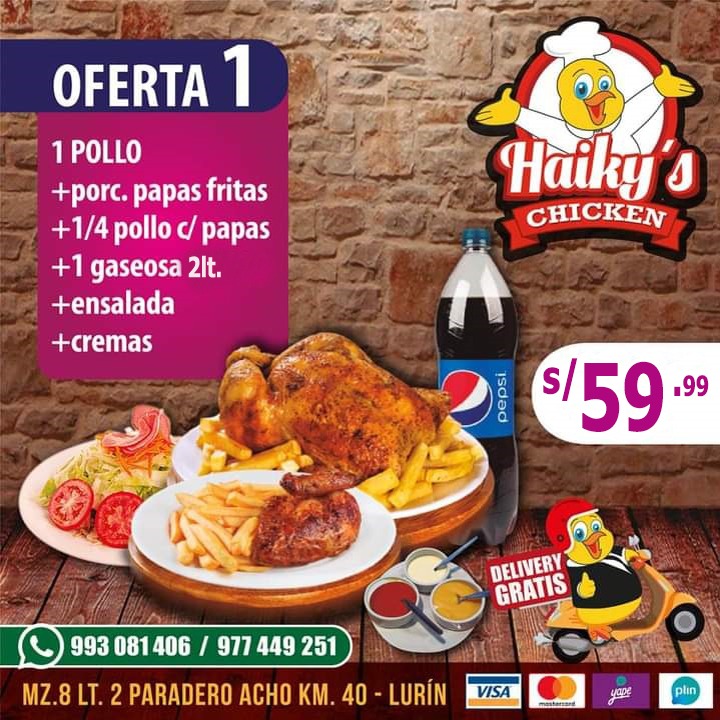 OFERTA 1
1 POLLO
+porc. papas fritas
+1/4 pollo c/ papas
+1 gaseosa 2lt.
+ensalada
+cremas
Haiky's
CHICKEN
pepsi
s/59.99
DELIVERY
GRATIS
993 081 406 / 977 449 251
MZ.8 LT. 2 PARADERO ACHO KM. 40 - LURÍN
VISA
mastercard
yape
plin